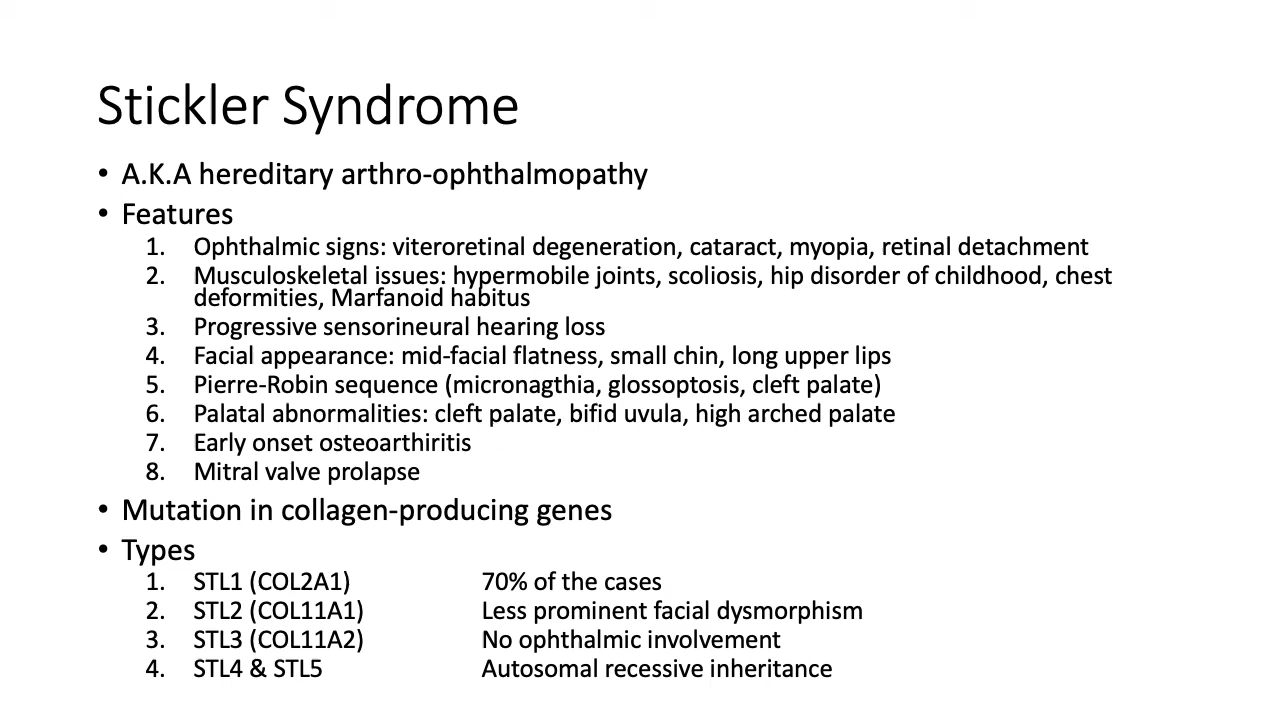 Stickler Syndrome
• A.K.A hereditary arthro-ophthalmopathy
• Features
1. Ophthalmic signs: viteroretinal degeneration, cataract, myopia, retinal detachment
2. Musculoskeletal issues: hypermobile joints, scoliosis, hip disorder of childhood, chest
deformities, Marfanoid habitus
3. Progressive sensorineural hearing loss
4. Facial appearance: mid-facial flatness, small chin, long upper lips
5. Pierre-Robin sequence (micronagthia, glossoptosis, cleft palate)
6. Palatal abnormalities: cleft palate, bifid uvula, high arched palate
7. Early onset osteoarthiritis
8. Mitral valve prolapse
• Mutation in collagen-producing genes
• Types
1. STL1 (COL2A1) 70% of the cases
2. STL2 (COL11A1) Less prominent facial dysmorphism
3. STL3 (COL11A2) No ophthalmic involvement
4. STL4 & STL5 Autosomal recessive inheritance